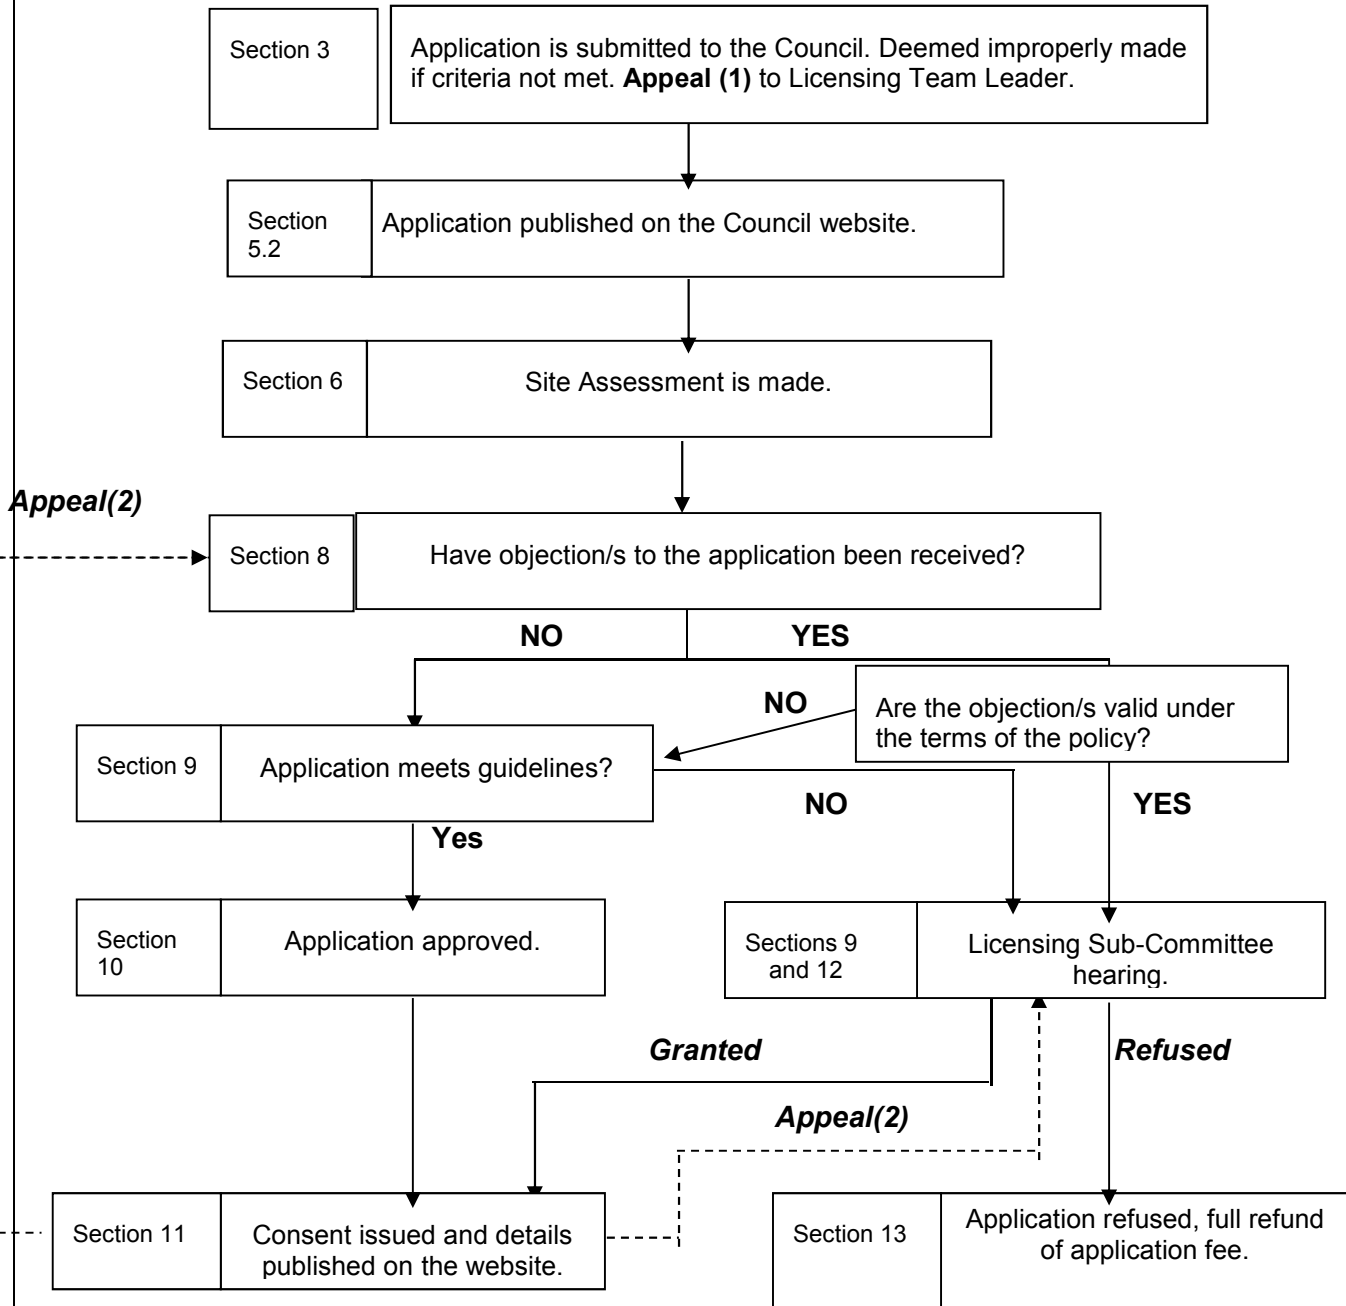 Section 3
Application is submitted to the Council. Deemed improperly made
if criteria not met. Appeal (1) to Licensing Team Leader.
Section
5.2
Application published on the Council website.
Section 6
Site Assessment is made.
Appeal(2)
Section 8
Have objection/s to the application been received?
NO
YES
NO
Are the objection/s valid under
the terms of the policy?
Section 9
Application meets guidelines?
NO
YES
Yes
Section
10
Application approved.
Sections 9
and 12
Licensing Sub-Committee
hearing.
Granted
Refused
Appeal(2)
Section 11
Consent issued and details
published on the website.
Section 13
Application refused, full refund
of application fee.